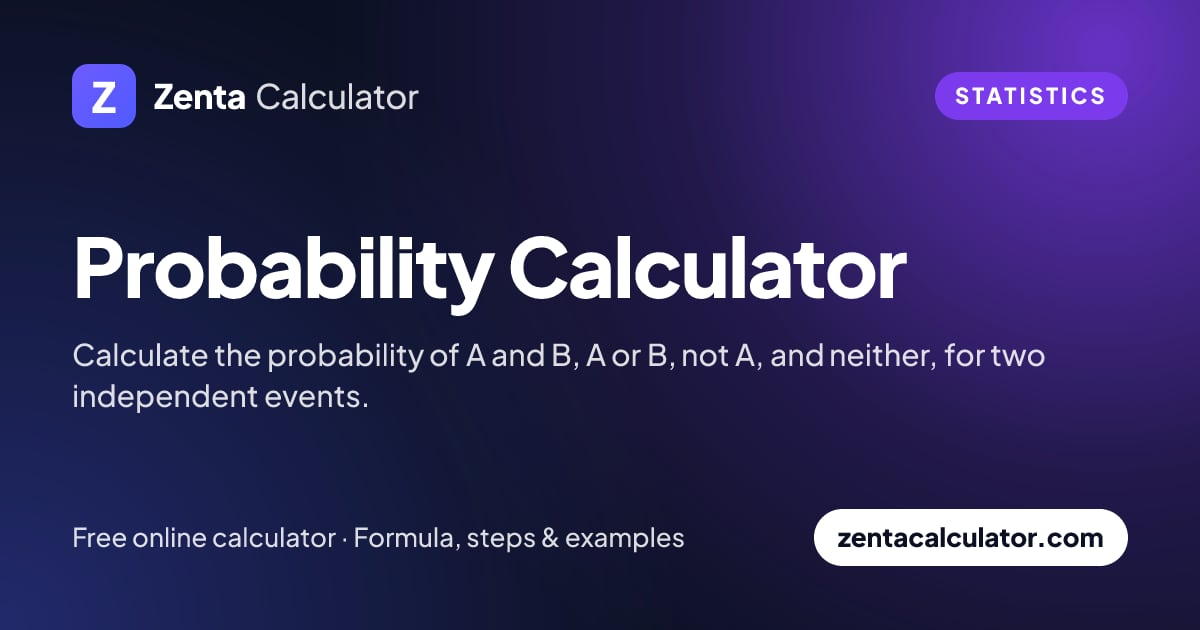 Z Zenta Calculator
STATISTICS
Probability Calculator
Calculate the probability of A and B, A or B, not A, and neither, for two
independent events.
Free online calculator · Formula, steps & examples
zentacalculator.com